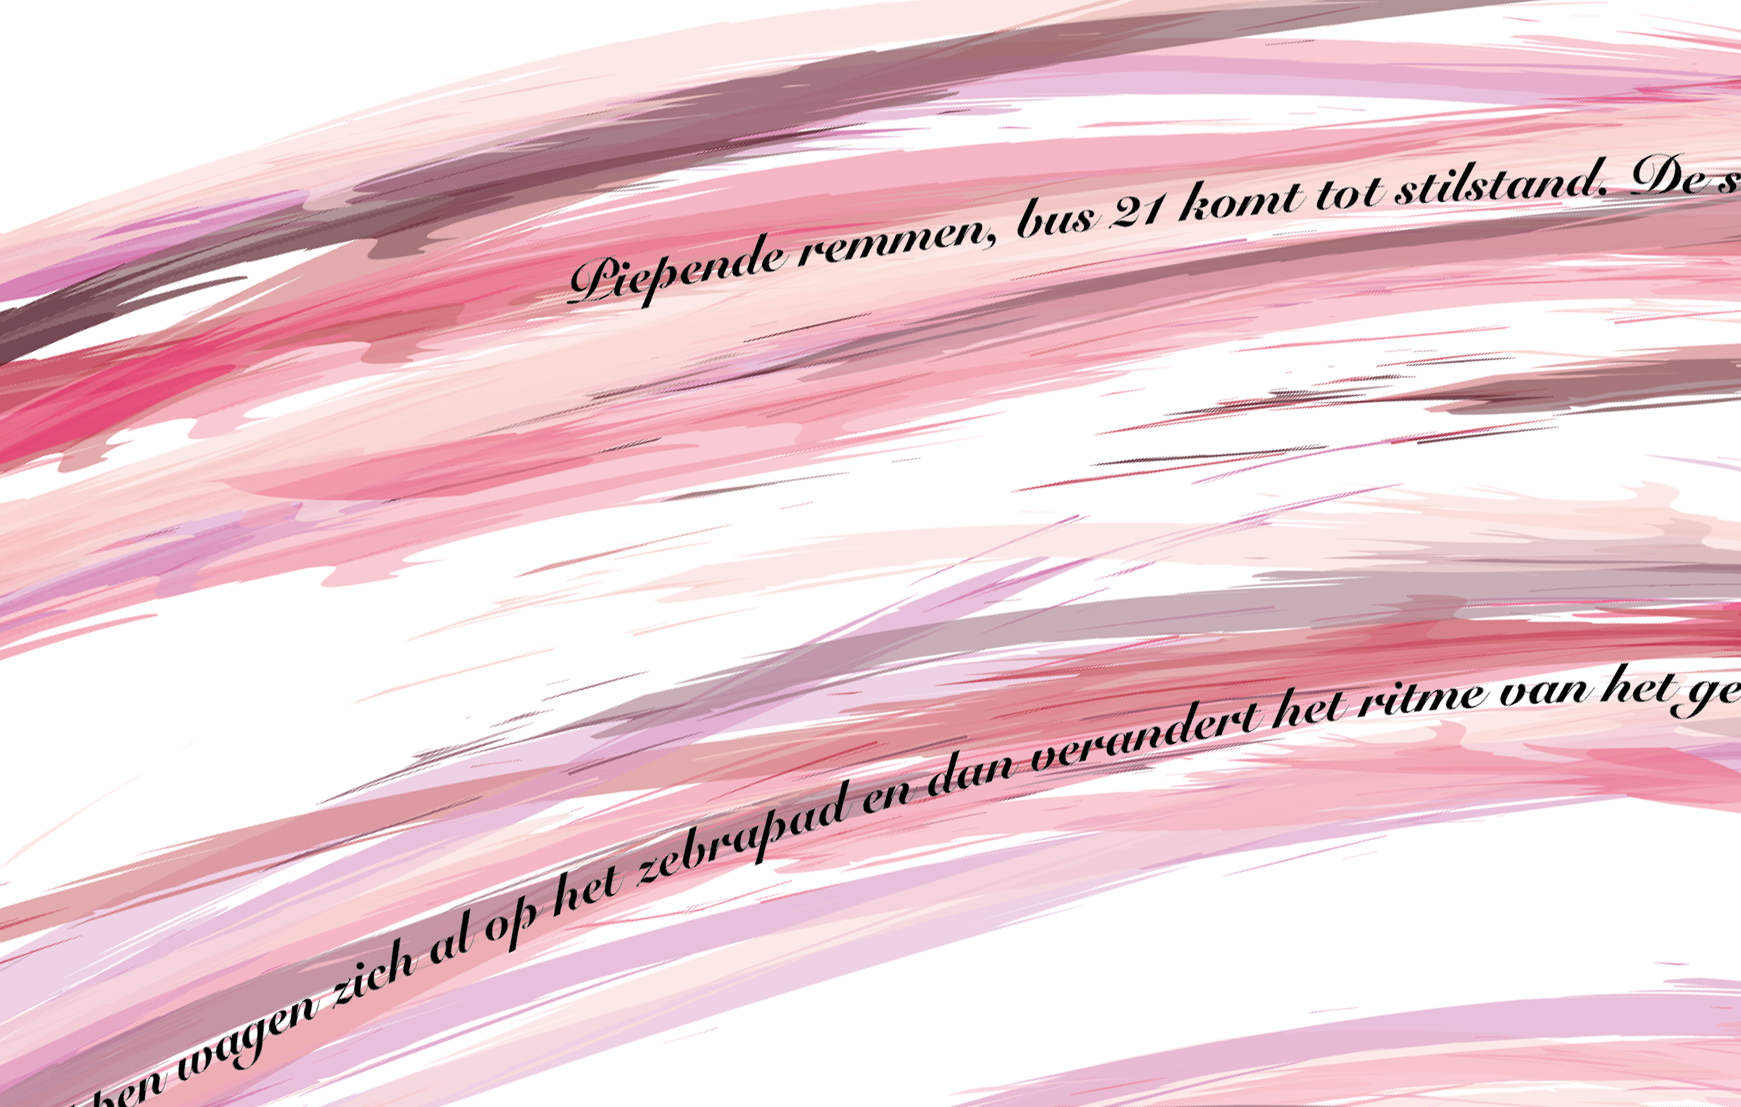 Piepende remmen, bus 21 komt tot stilstand. De
wagen zich al op het zebrapad en dan verandert het ritme van het